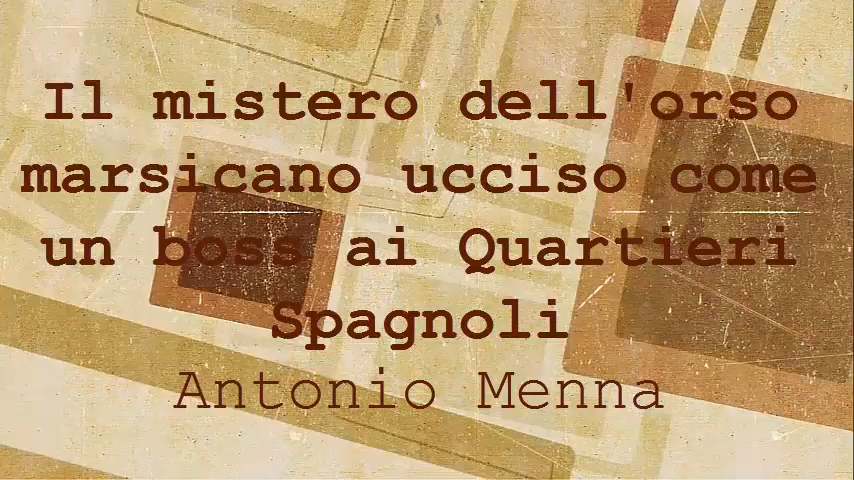 Il mistero dell'orso
marsicano ucciso come
un boss ai Quartieri
Spagnoli
Antonio Menna